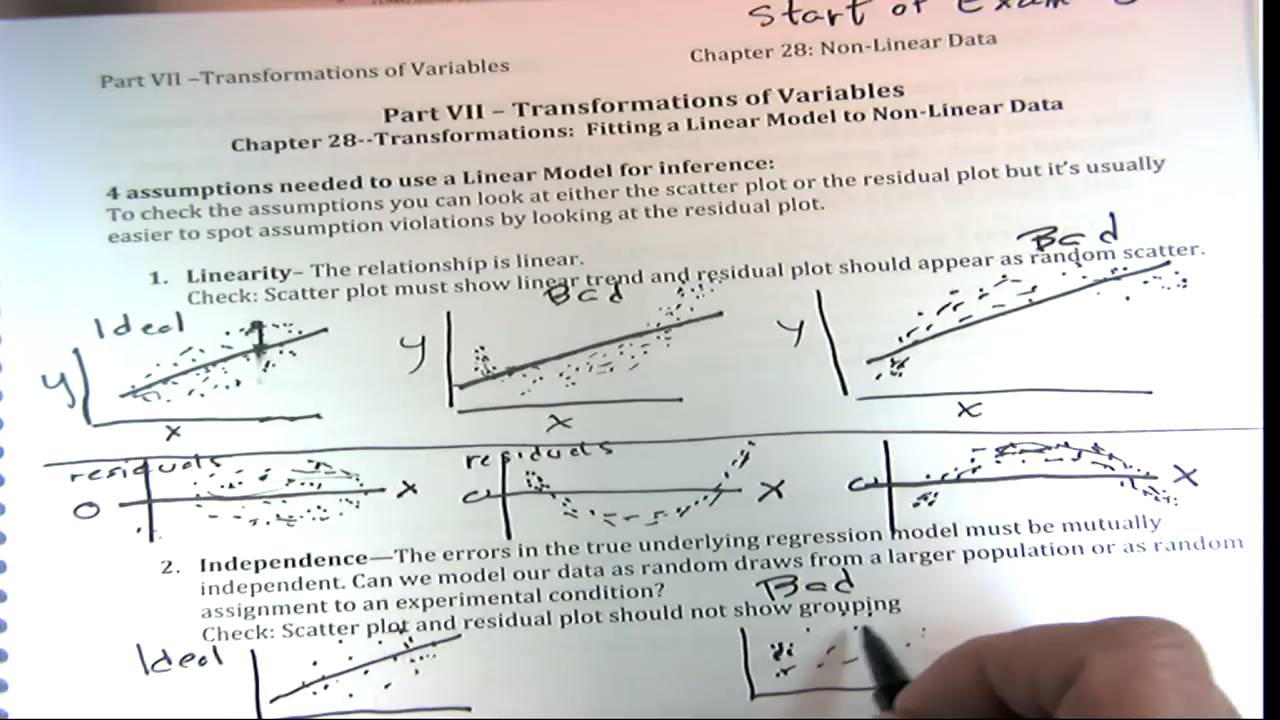 Start of Exam
Part VII –Transformations of Variables
Chapter 28: Non-Linear Data
Part VII – Transformations of Variables
Chapter 28--Transformations: Fitting a Linear Model to Non-Linear Data
4 assumptions needed to use a Linear Model for inference:
To check the assumptions you can look at either the scatter plot or the residual plot but it's usually
easier to spot assumption violations by looking at the residual plot.
1. Linearity– The relationship is linear.
Check: Scatter plot must show linear trend and residual plot should appear as random scatter.
Ideal Bad Bad
y y y
x x x
residuals residuals
0 x 0 x 0 x
2. Independence—The errors in the true underlying regression model must be mutually
independent. Can we model our data as random draws from a larger population or as random
assignment to an experimental condition?
Check: Scatter plot and residual plot should not show grouping
Ideal Bad